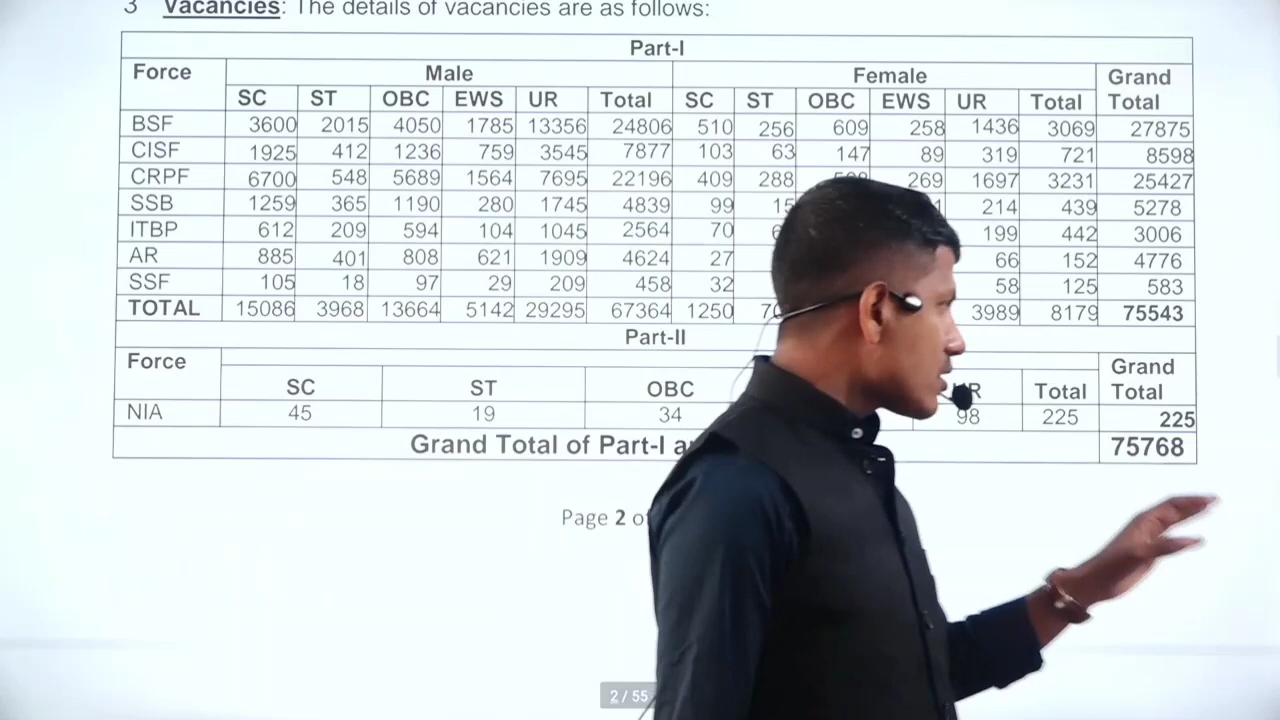 3 Vacancies: The details of vacancies are as follows:
Part-I
Force Male Female Grand Total
SC ST OBC EWS UR Total SC ST OBC EWS UR Total
BSF 3600 2015 4050 1785 13356 24806 510 256 609 258 1436 3069 27875
CISF 1925 412 1236 759 3545 7877 103 63 147 89 319 721 8598
CRPF 6700 548 5689 1564 7695 22196 409 288 269 1697 3231 25427
SSB 1259 365 1190 280 1745 4839 99 214 439 5278
ITBP 612 209 594 104 1045 2564 70 199 442 3006
AR 885 401 808 621 1909 4624 27 66 152 4776
SSF 105 18 97 29 209 458 32 58 125 583
TOTAL 15086 3968 13664 5142 29295 67364 1250 3989 8179 75543
Part-II
Force Grand Total
SC ST OBC UR Total
NIA 45 19 34 98 225 225
Grand Total of Part-I 75768
Page 2
2 / 55